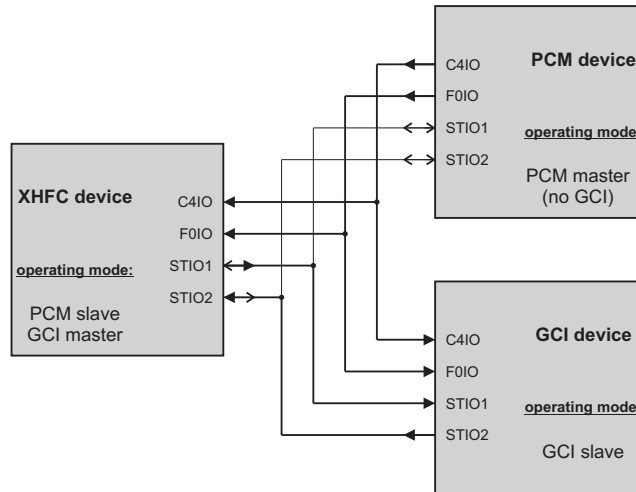 C4IO
PCM device
F0IO
STIO1
operating mode
STIO2
PCM master
(no GCI)
XHFC device
C4IO
F0IO
STIO1
operating mode:
STIO2
PCM slave
GCI master
GCI device
C4IO
F0IO
STIO1
operating mode
STIO2
GCI slave